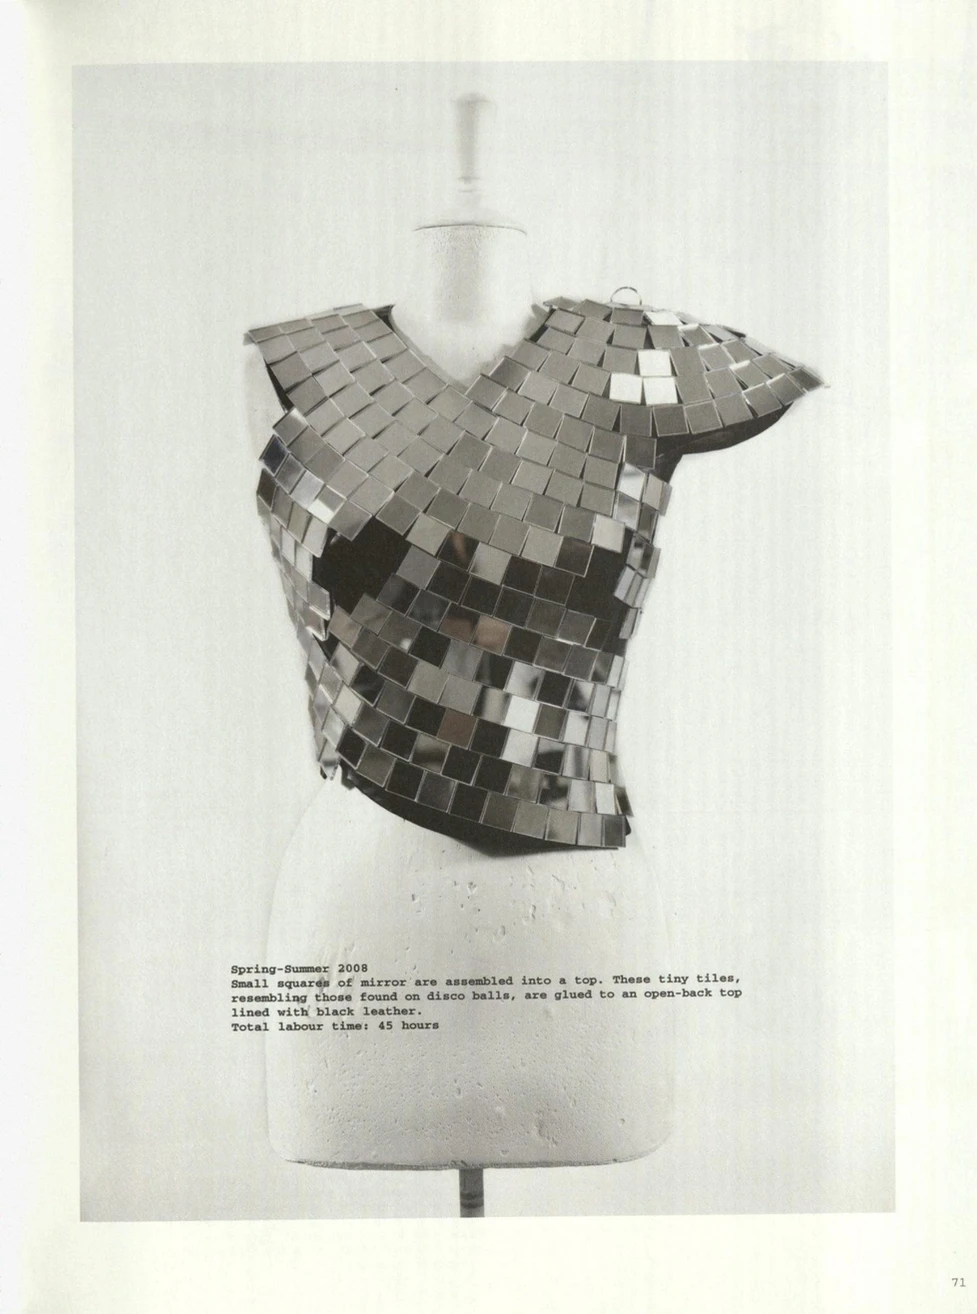 Spring-Summer 2008
Small squares of mirror are assembled into a top. These tiny tiles,
resembling those found on disco balls, are glued to an open-back top
lined with black leather.
Total labour time: 45 hours
71